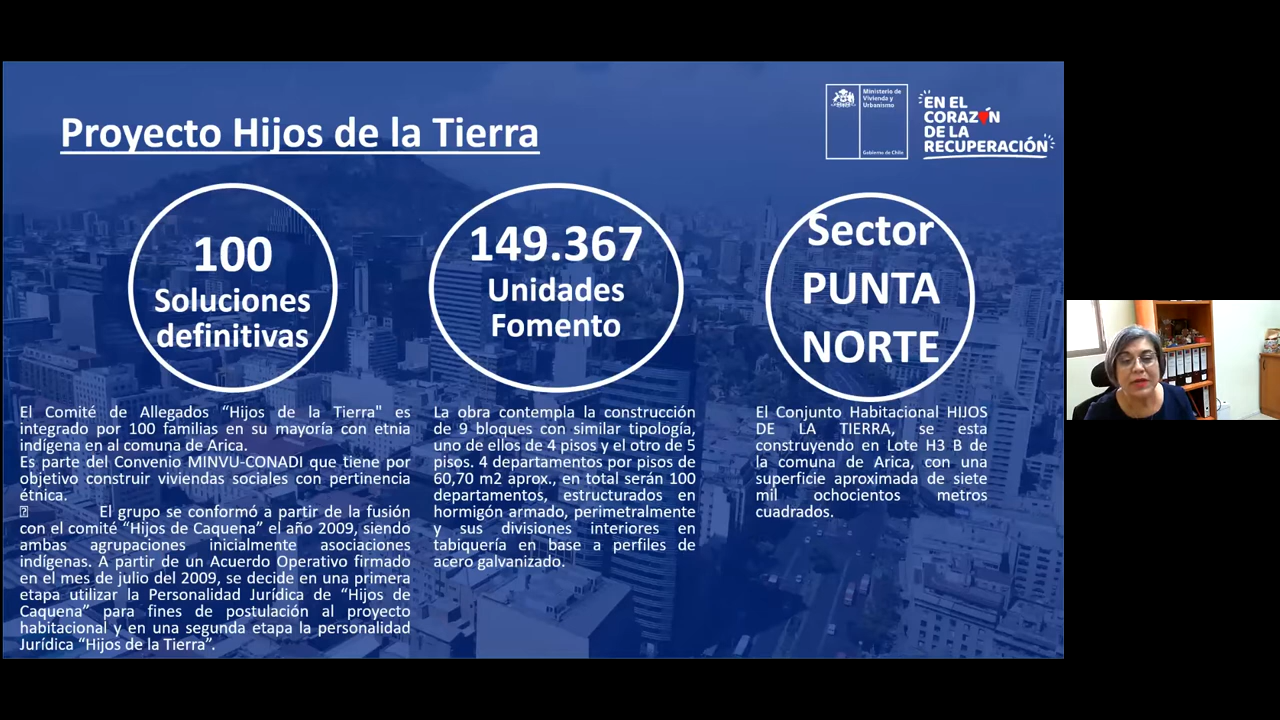 Proyecto Hijos de la Tierra
Ministerio de
Vivienda y
Urbanismo
Gobierno de Chile
EN EL
CORAZÓN
DE LA
RECUPERACIÓN
100
Soluciones
definitivas
149.367
Unidades
Fomento
Sector
PUNTA
NORTE
El Comité de Allegados “Hijos de la Tierra" es
integrado por 100 familias en su mayoría con etnia
indígena en al comuna de Arica.
Es parte del Convenio MINVU-CONADI que tiene por
objetivo construir viviendas sociales con pertinencia
étnica.
El grupo se conformó a partir de la fusión
con el comité “Hijos de Caquena” el año 2009, siendo
ambas agrupaciones inicialmente asociaciones
indígenas. A partir de un Acuerdo Operativo firmado
en el mes de julio del 2009, se decide en una primera
etapa utilizar la Personalidad Jurídica de “Hijos de
Caquena” para fines de postulación al proyecto
habitacional y en una segunda etapa la personalidad
Jurídica “Hijos de la Tierra”.
La obra contempla la construcción
de 9 bloques con similar tipología,
uno de ellos de 4 pisos y el otro de 5
pisos. 4 departamentos por pisos de
60,70 m2 aprox., en total serán 100
departamentos, estructurados en
hormigón armado, perimetralmente
y sus divisiones interiores en
tabiquería en base a perfiles de
acero galvanizado.
El Conjunto Habitacional HIJOS
DE LA TIERRA, se esta
construyendo en Lote H3 B de
la comuna de Arica, con una
superficie aproximada de siete
mil ochocientos metros
cuadrados.